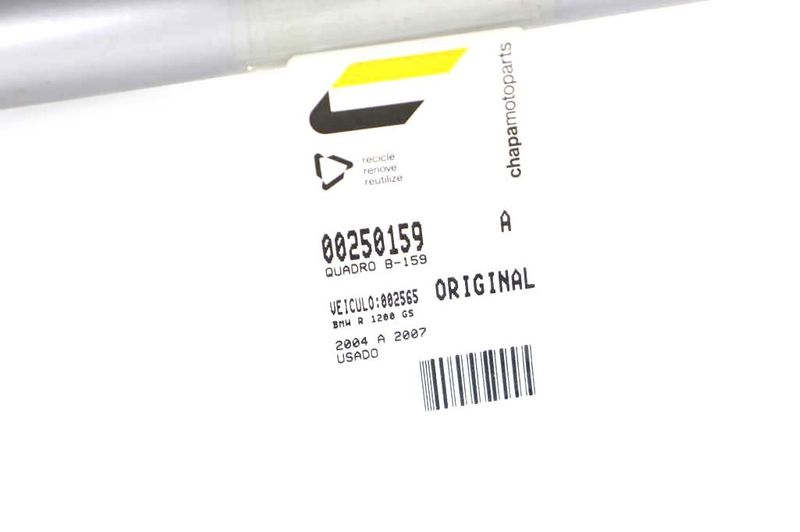 chapamotoparts
recicle
renove
reutilize
A
00250159
QUADRO B-159
ORIGINAL
VEICULO:002565
BMW R 1200 GS
2004 A 2007
USADO